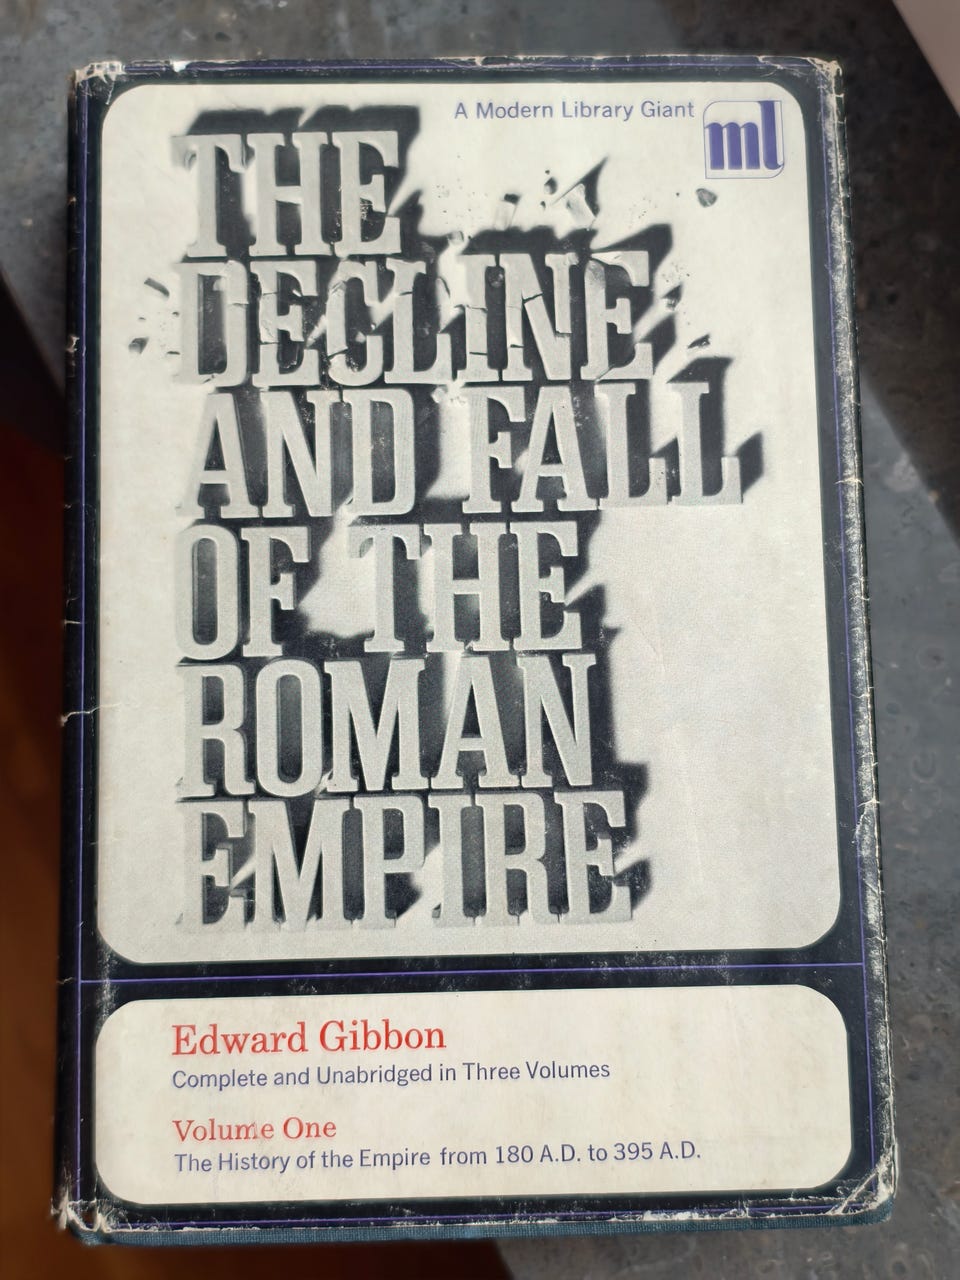 A Modern Library Giant
ml
THE
DECLINE
AND FALL
OF THE
ROMAN
EMPIRE
Edward Gibbon
Complete and Unabridged in Three Volumes
Volume One
The History of the Empire from 180 A.D. to 395 A.D.